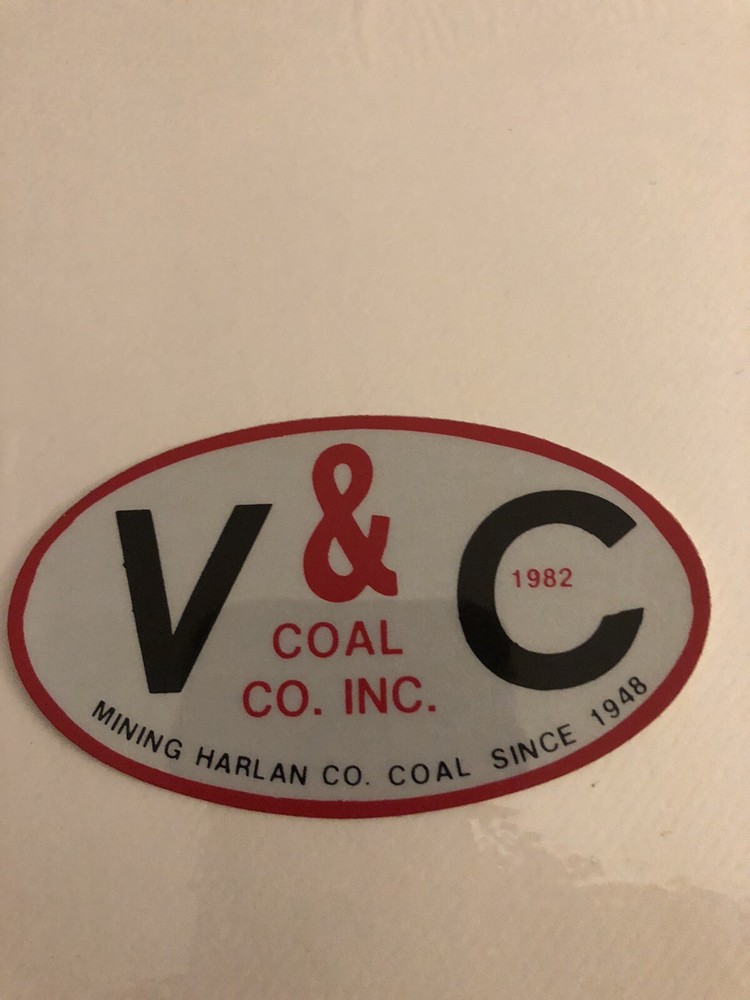 V & C
1982
COAL
CO. INC.
MINING HARLAN CO. COAL SINCE 1948